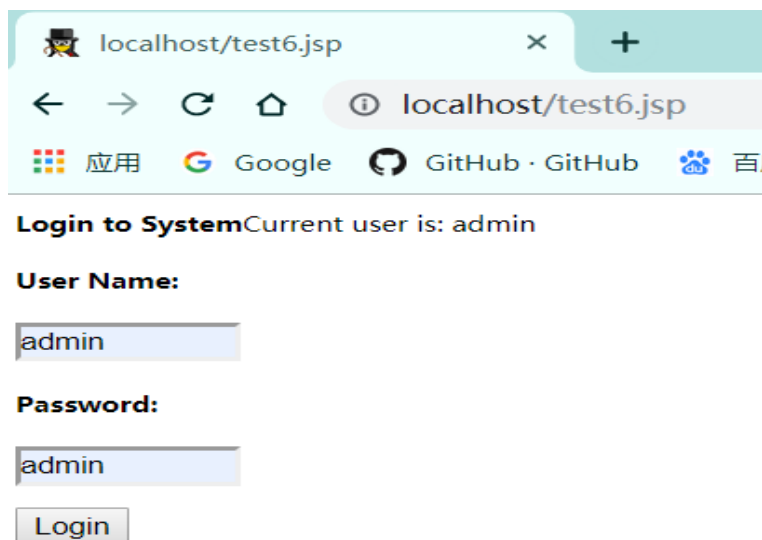 localhost/test6.jsp
localhost/test6.jsp
应用 Google GitHub · GitHub 百
Login to SystemCurrent user is: admin
User Name:
admin
Password:
admin
Login